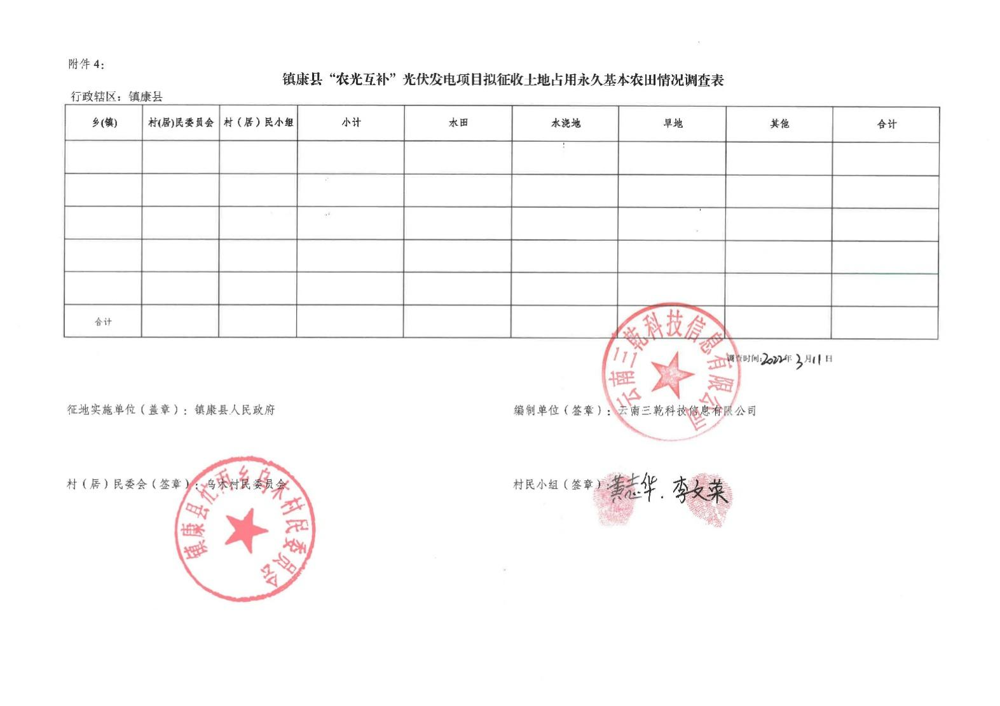 附件 4：
镇康县“农光互补”光伏发电项目拟征收土地占用永久基本农田情况调查表
行政辖区：镇康县
乡(镇) 村(居)民委员会 村（居）民小组 小计 水田 水浇地 旱地 其他 合计
合计
调查时间：2022年 3月11日
征地实施单位（盖章）：镇康县人民政府
编制单位（签章）：云南三乾科技信息有限公司
云南三乾科技信息有限公司
村（居）民委会（签章）：乌木村民委员会
镇康县忙丙乡乌木村民委员会
村民小组（签章）：黄志华．李文荣